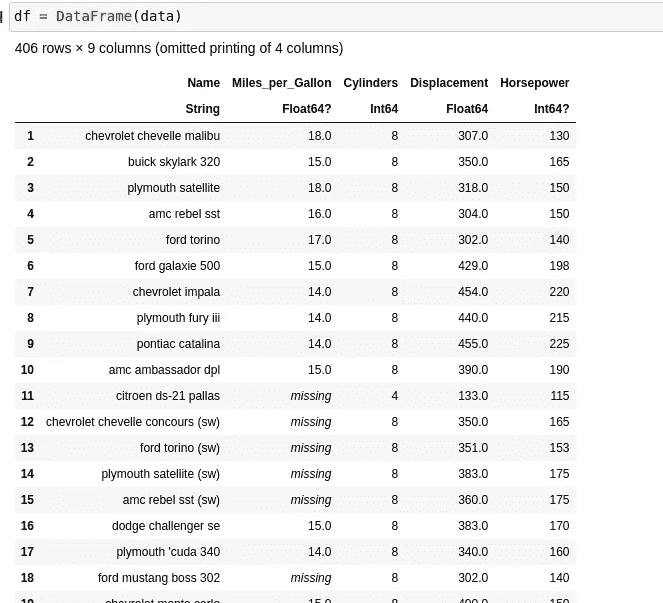 df = DataFrame(data)
406 rows × 9 columns (omitted printing of 4 columns)
Name Miles_per_Gallon Cylinders Displacement Horsepower
String Float64? Int64 Float64 Int64?
1 chevrolet chevelle malibu 18.0 8 307.0 130
2 buick skylark 320 15.0 8 350.0 165
3 plymouth satellite 18.0 8 318.0 150
4 amc rebel sst 16.0 8 304.0 150
5 ford torino 17.0 8 302.0 140
6 ford galaxie 500 15.0 8 429.0 198
7 chevrolet impala 14.0 8 454.0 220
8 plymouth fury iii 14.0 8 440.0 215
9 pontiac catalina 14.0 8 455.0 225
10 amc ambassador dpl 15.0 8 390.0 190
11 citroen ds-21 pallas missing 4 133.0 115
12 chevrolet chevelle concours (sw) missing 8 350.0 165
13 ford torino (sw) missing 8 351.0 153
14 plymouth satellite (sw) missing 8 383.0 175
15 amc rebel sst (sw) missing 8 360.0 175
16 dodge challenger se 15.0 8 383.0 170
17 plymouth 'cuda 340 14.0 8 340.0 160
18 ford mustang boss 302 missing 8 302.0 140
19 chevrolet monte carlo 15.0 8 400.0 150